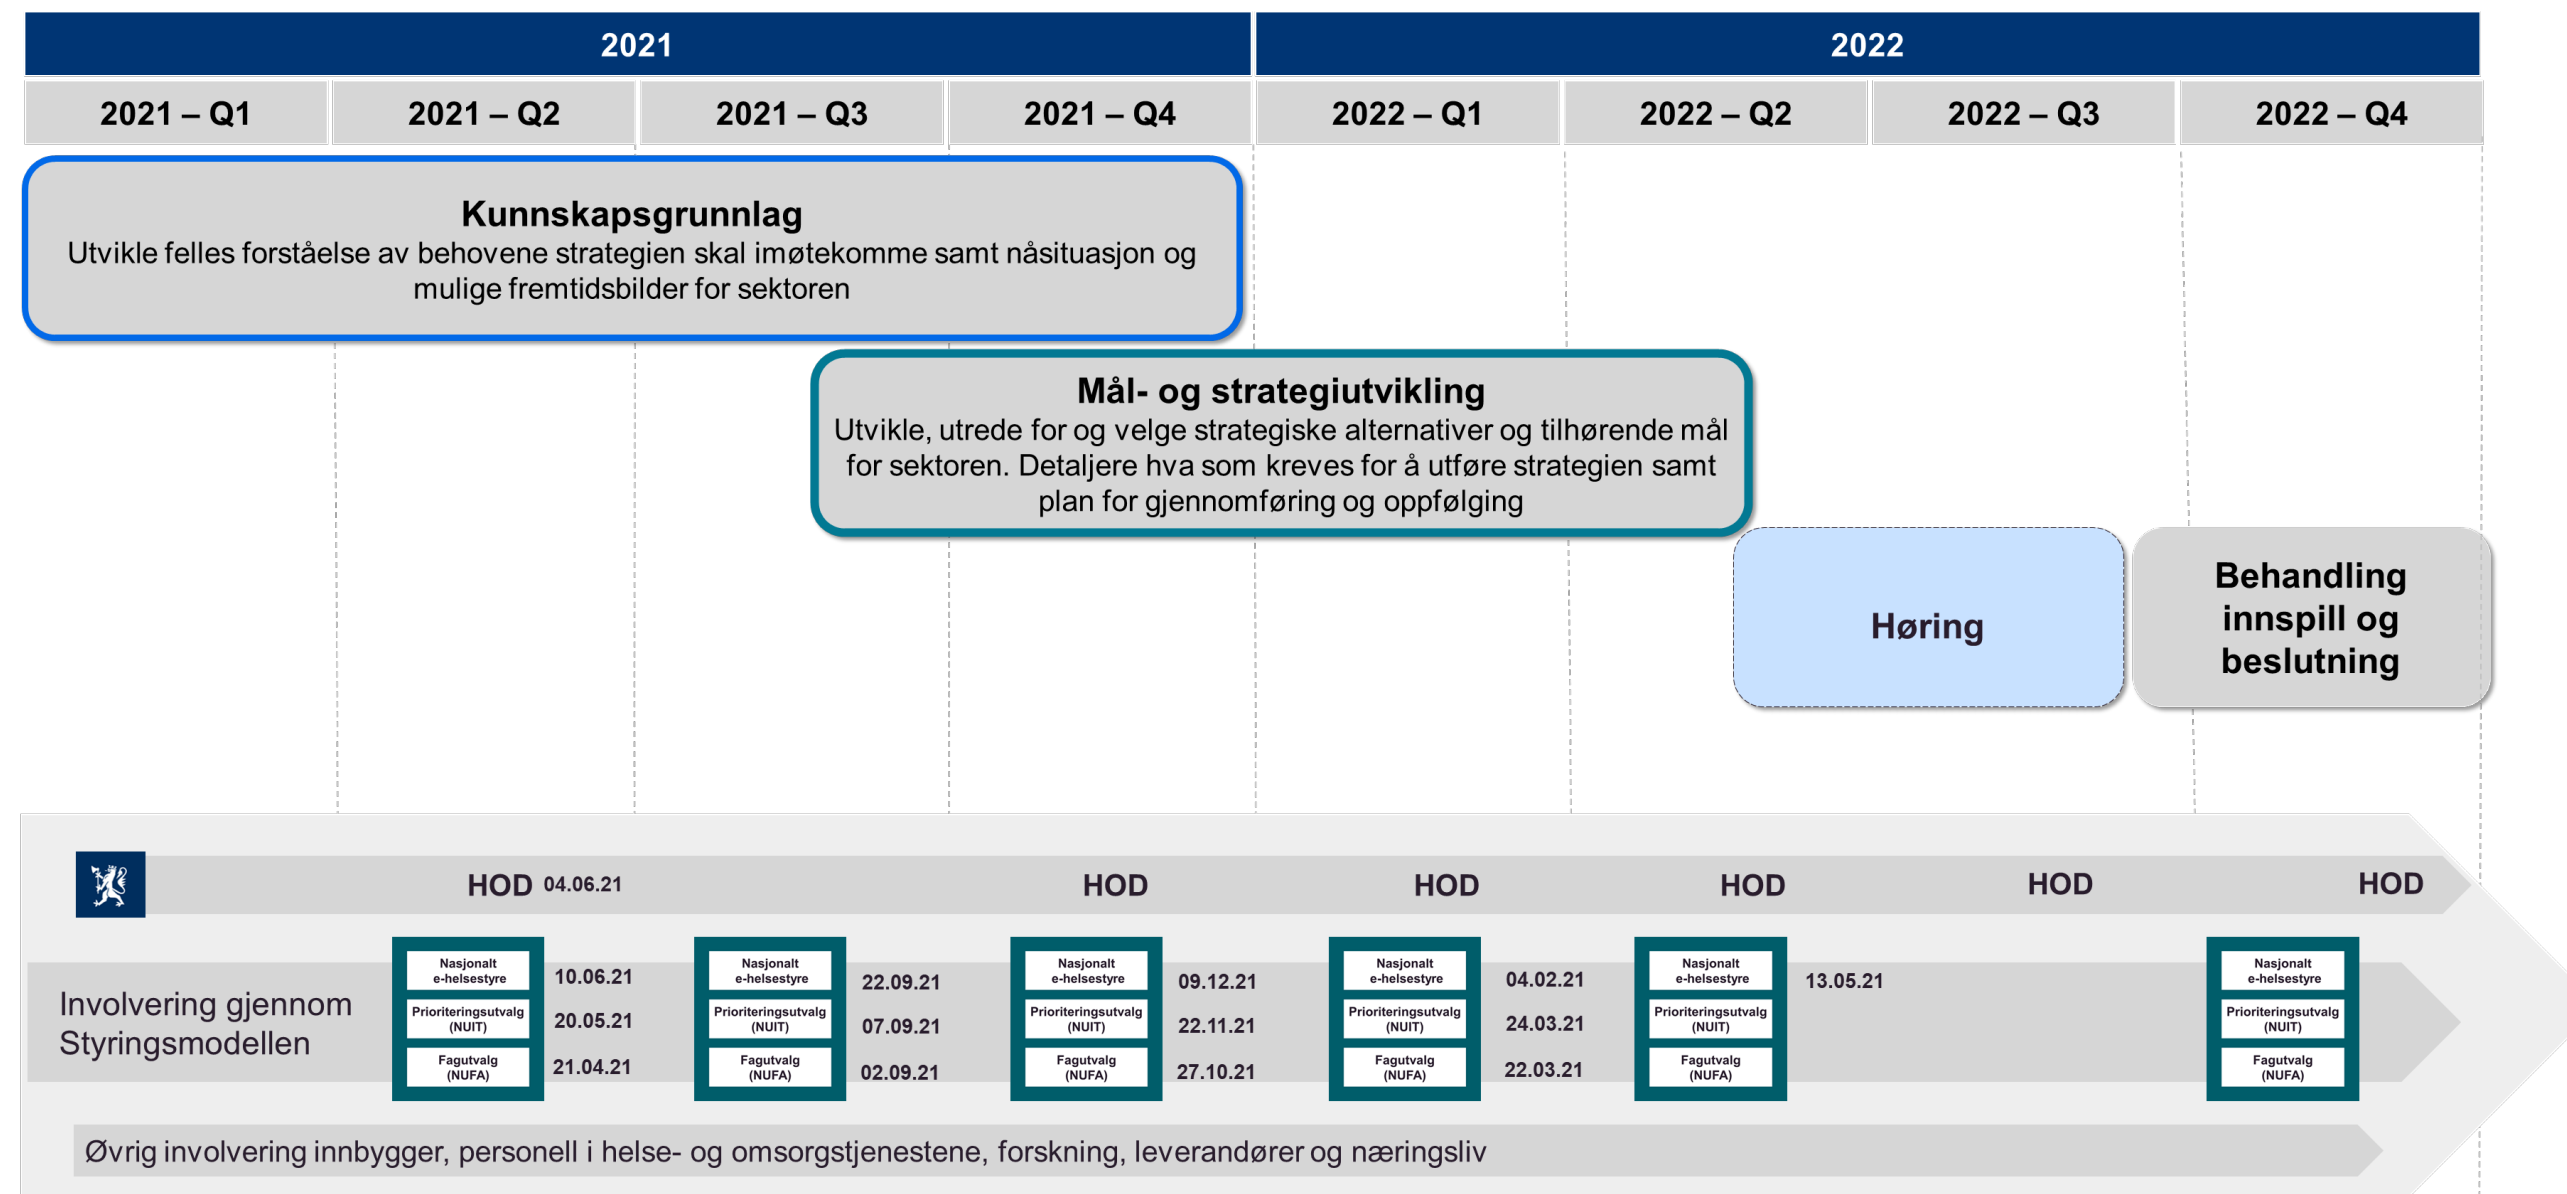 2021
2022
2021 – Q1
2021 – Q2
2021 – Q3
2021 – Q4
2022 – Q1
2022 – Q2
2022 – Q3
2022 – Q4
Kunnskapsgrunnlag
Utvikle felles forståelse av behovene strategien skal imøtekomme samt nåsituasjon og
mulige fremtidsbilder for sektoren
Mål- og strategiutvikling
Utvikle, utrede for og velge strategiske alternativer og tilhørende mål
for sektoren. Detaljere hva som kreves for å utføre strategien samt
plan for gjennomføring og oppfølging
Høring
Behandling
innspill og
beslutning
HOD 04.06.21
HOD
HOD
HOD
HOD
HOD
Involvering gjennom
Styringsmodellen
Nasjonalt
e-helsestyre
10.06.21
Prioriteringsutvalg
(NUIT)
20.05.21
Fagutvalg
(NUFA)
21.04.21
Nasjonalt
e-helsestyre
22.09.21
Prioriteringsutvalg
(NUIT)
07.09.21
Fagutvalg
(NUFA)
02.09.21
Nasjonalt
e-helsestyre
09.12.21
Prioriteringsutvalg
(NUIT)
22.11.21
Fagutvalg
(NUFA)
27.10.21
Nasjonalt
e-helsestyre
04.02.21
Prioriteringsutvalg
(NUIT)
24.03.21
Fagutvalg
(NUFA)
22.03.21
Nasjonalt
e-helsestyre
13.05.21
Prioriteringsutvalg
(NUIT)
Fagutvalg
(NUFA)
Nasjonalt
e-helsestyre
Prioriteringsutvalg
(NUIT)
Fagutvalg
(NUFA)
Øvrig involvering innbygger, personell i helse- og omsorgstjenestene, forskning, leverandører og næringsliv